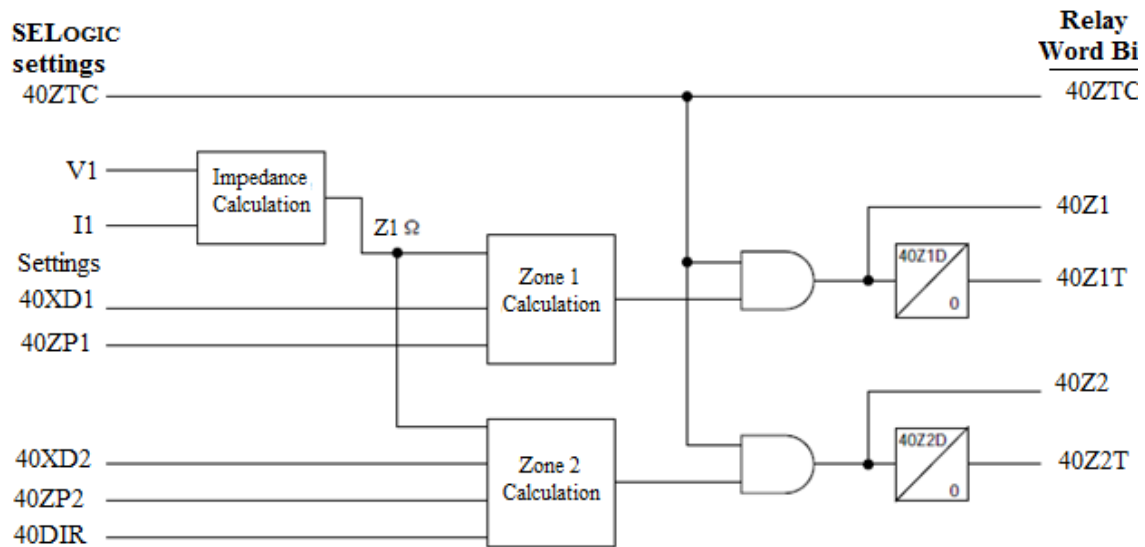 SELOGIC
settings
Relay
Word Bi
40ZTC
40ZTC
V1
Impedance
Calculation
I1
Z1 Ω
40Z1
Settings
40XD1
40ZP1
Zone 1
Calculation
40Z1D
0
40Z1T
40Z2
40XD2
40ZP2
40DIR
Zone 2
Calculation
40Z2D
0
40Z2T